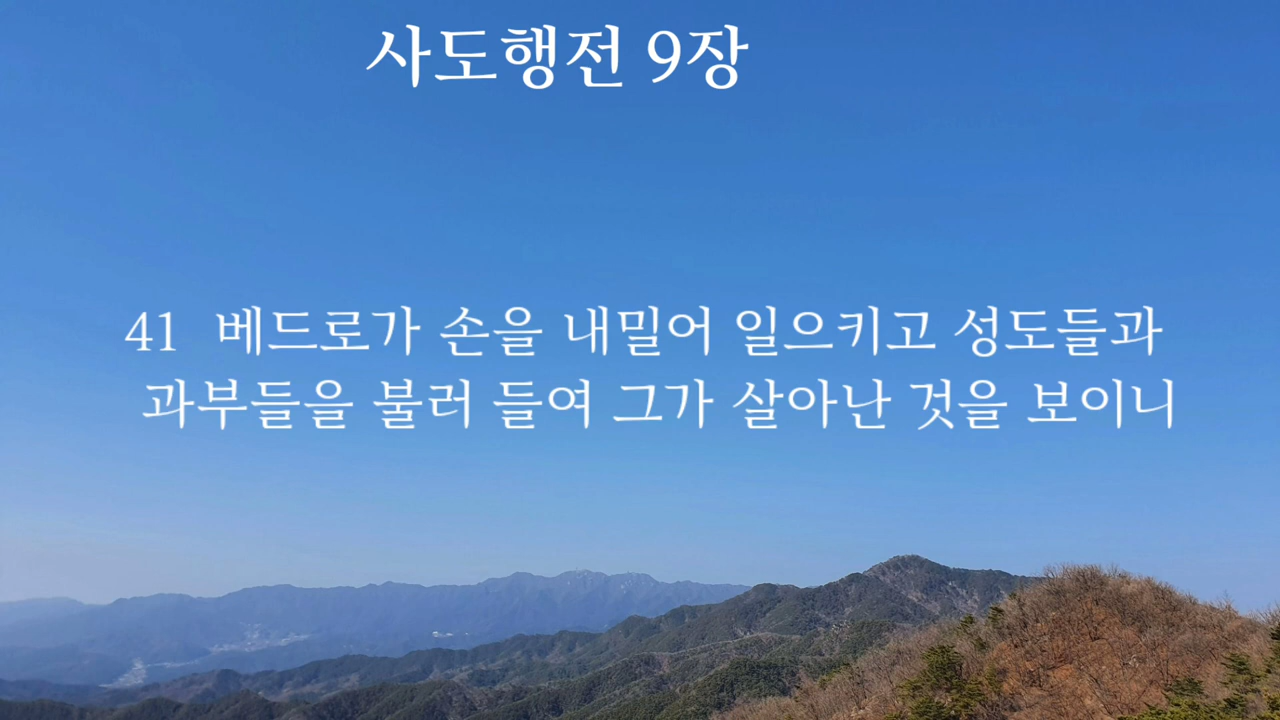 사도행전 9장
41 베드로가 손을 내밀어 일으키고 성도들과
과부들을 불러 들여 그가 살아난 것을 보이니